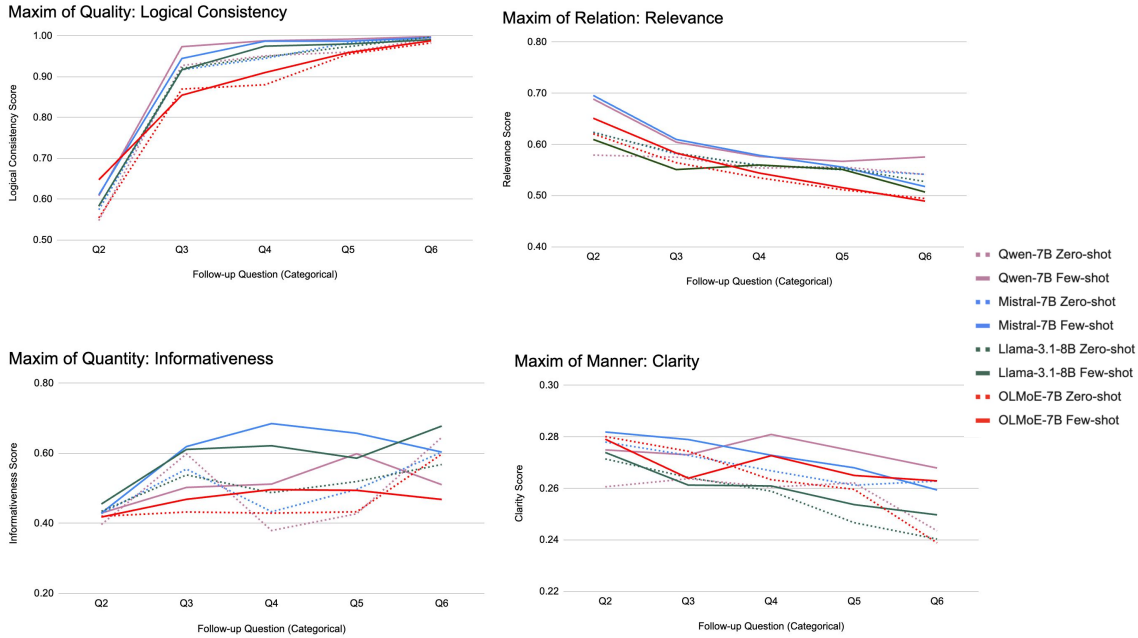 Maxim of Quality: Logical Consistency
1.00
0.90
0.80
0.70
0.60
0.50
Logical Consistency Score
Q2 Q3 Q4 Q5 Q6
Follow-up Question (Categorical)
Maxim of Relation: Relevance
0.80
0.70
0.60
0.50
0.40
Relevance Score
Q2 Q3 Q4 Q5 Q6
Follow-up Question (Categorical)
Qwen-7B Zero-shot
Qwen-7B Few-shot
Mistral-7B Zero-shot
Mistral-7B Few-shot
Llama-3.1-8B Zero-shot
Llama-3.1-8B Few-shot
OLMoE-7B Zero-shot
OLMoE-7B Few-shot
Maxim of Quantity: Informativeness
0.80
0.60
0.40
0.20
Informativeness Score
Q2 Q3 Q4 Q5 Q6
Follow-up Question (Categorical)
Maxim of Manner: Clarity
0.30
0.28
0.26
0.24
0.22
Clarity Score
Q2 Q3 Q4 Q5 Q6
Follow-up Question (Categorical)